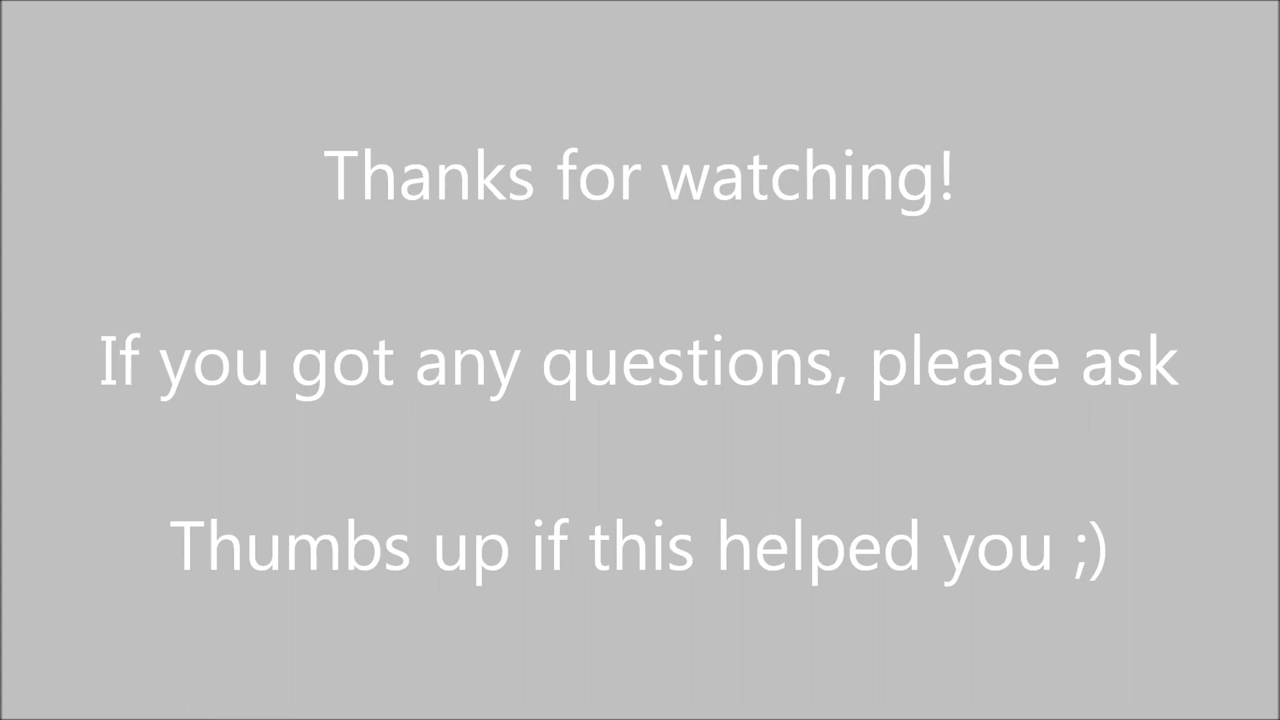 Thanks for watching!
If you got any questions, please ask
Thumbs up if this helped you ;)